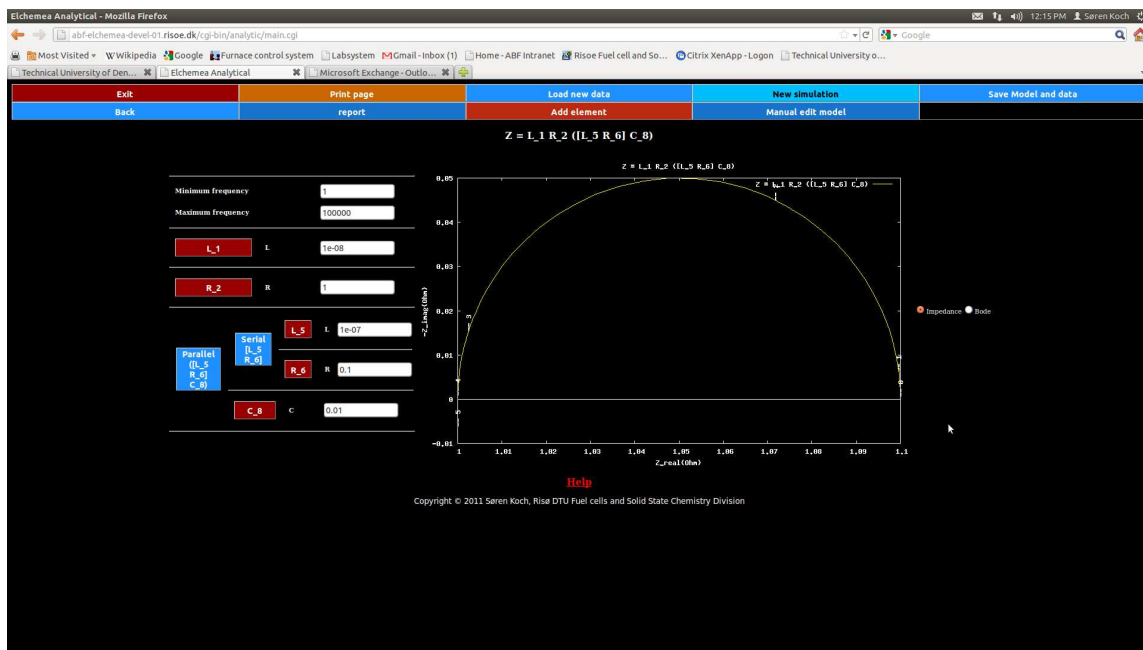 Elchemea Analytical - Mozilla Firefox
12:15 PM Søren Koch
abf-elchemea-devel-01.risoe.dk/cgi-bin/analytic/main.cgi
Google
Most Visited Wikipedia Google Furnace control system Labsystem Gmail - Inbox (1) Home - ABF Intranet Risoe Fuel cell and So... Citrix XenApp - Logon Technical University o...
Technical University of Den... Elchemea Analytical Microsoft Exchange - Outlo...
Exit Print page Load new data New simulation Save Model and data
Back report Add element Manual edit model
Z = L_1 R_2 ([L_5 R_6] C_8)
Minimum frequency 1
Maximum frequency 100000
L_1 L 1e-08
R_2 R 1
Parallel
([L_5
R_6]
C_8)
Serial
[L_5
R_6]
L_5 L 1e-07
R_6 R 0.1
C_8 C 0.01
Z = L_1 R_2 ([L_5 R_6] C_8)
Z = L_1 R_2 ([L_5 R_6] C_8)
0.05
0.04
0.03
0.02
0.01
0
-0.01
-Z_imag(Ohm)
3
4
5
1 1.01 1.02 1.03 1.04 1.05 1.06 1.07 1.08 1.09 1.1
Z_real(Ohm)
Impedance Bode
Help
Copyright © 2011 Søren Koch, Risø DTU Fuel cells and Solid State Chemistry Division